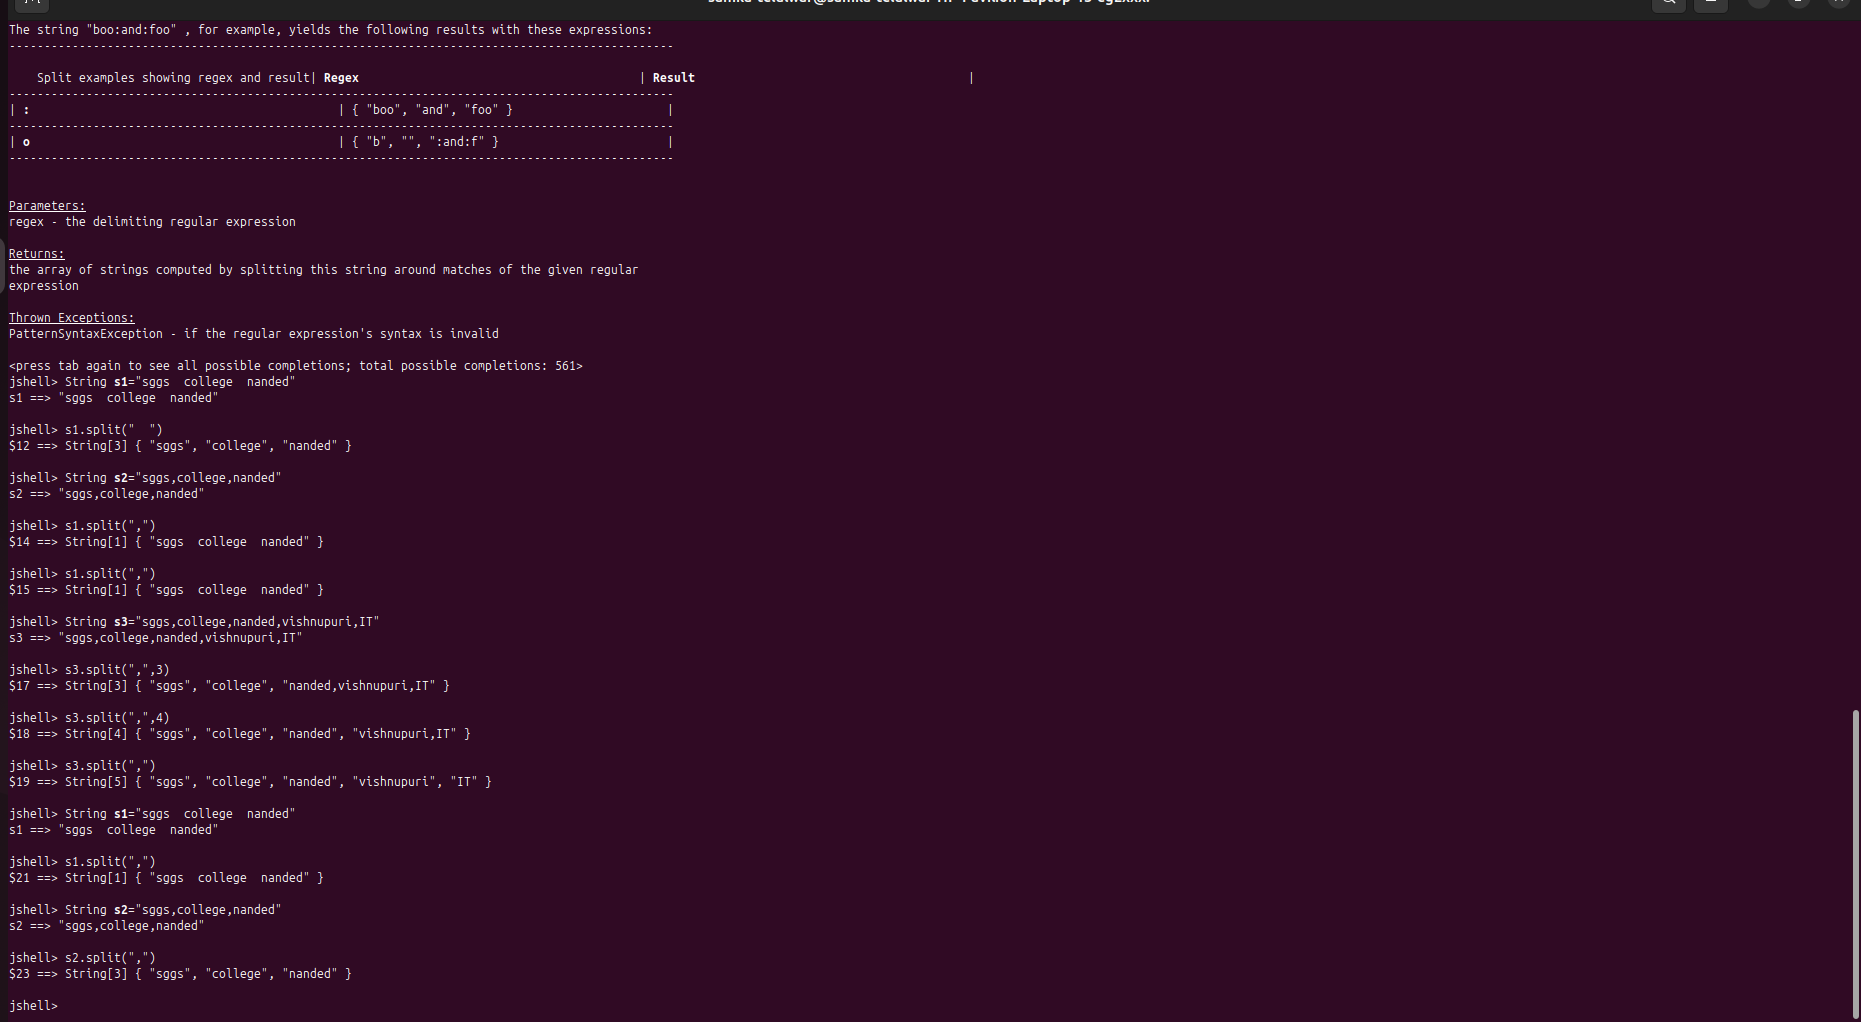 The string "boo:and:foo" , for example, yields the following results with these expressions:
-----------------------------------------------------------------------------------------------
Split examples showing regex and result| Regex | Result |
-----------------------------------------------------------------------------------------------
| : | { "boo", "and", "foo" } |
-----------------------------------------------------------------------------------------------
| o | { "b", "", ":and:f" } |
-----------------------------------------------------------------------------------------------
Parameters:
regex - the delimiting regular expression
Returns:
the array of strings computed by splitting this string around matches of the given regular
expression
Thrown Exceptions:
PatternSyntaxException - if the regular expression's syntax is invalid
<press tab again to see all possible completions; total possible completions: 561>
jshell> String s1="sggs  college  nanded"
s1 ==> "sggs  college  nanded"
jshell> s1.split("  ")
$12 ==> String[3] { "sggs", "college", "nanded" }
jshell> String s2="sggs,college,nanded"
s2 ==> "sggs,college,nanded"
jshell> s1.split(",")
$14 ==> String[1] { "sggs  college  nanded" }
jshell> s1.split(",")
$15 ==> String[1] { "sggs  college  nanded" }
jshell> String s3="sggs,college,nanded,vishnupuri,IT"
s3 ==> "sggs,college,nanded,vishnupuri,IT"
jshell> s3.split(",",3)
$17 ==> String[3] { "sggs", "college", "nanded,vishnupuri,IT" }
jshell> s3.split(",",4)
$18 ==> String[4] { "sggs", "college", "nanded", "vishnupuri,IT" }
jshell> s3.split(",")
$19 ==> String[5] { "sggs", "college", "nanded", "vishnupuri", "IT" }
jshell> String s1="sggs  college  nanded"
s1 ==> "sggs  college  nanded"
jshell> s1.split(",")
$21 ==> String[1] { "sggs  college  nanded" }
jshell> String s2="sggs,college,nanded"
s2 ==> "sggs,college,nanded"
jshell> s2.split(",")
$23 ==> String[3] { "sggs", "college", "nanded" }
jshell>